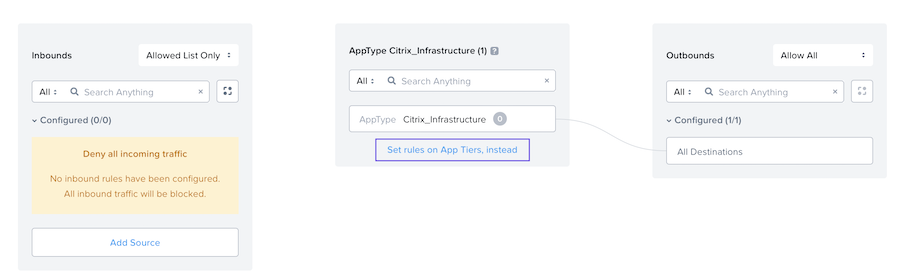 Inbounds
Allowed List Only
All
Search Anything
Configured (0/0)
Deny all incoming traffic
No inbound rules have been configured.
All inbound traffic will be blocked.
Add Source
AppType Citrix_Infrastructure (1) ?
All
Search Anything
AppType Citrix_Infrastructure 0
Set rules on App Tiers, instead
Outbounds
Allow All
All
Search Anything
Configured (1/1)
All Destinations